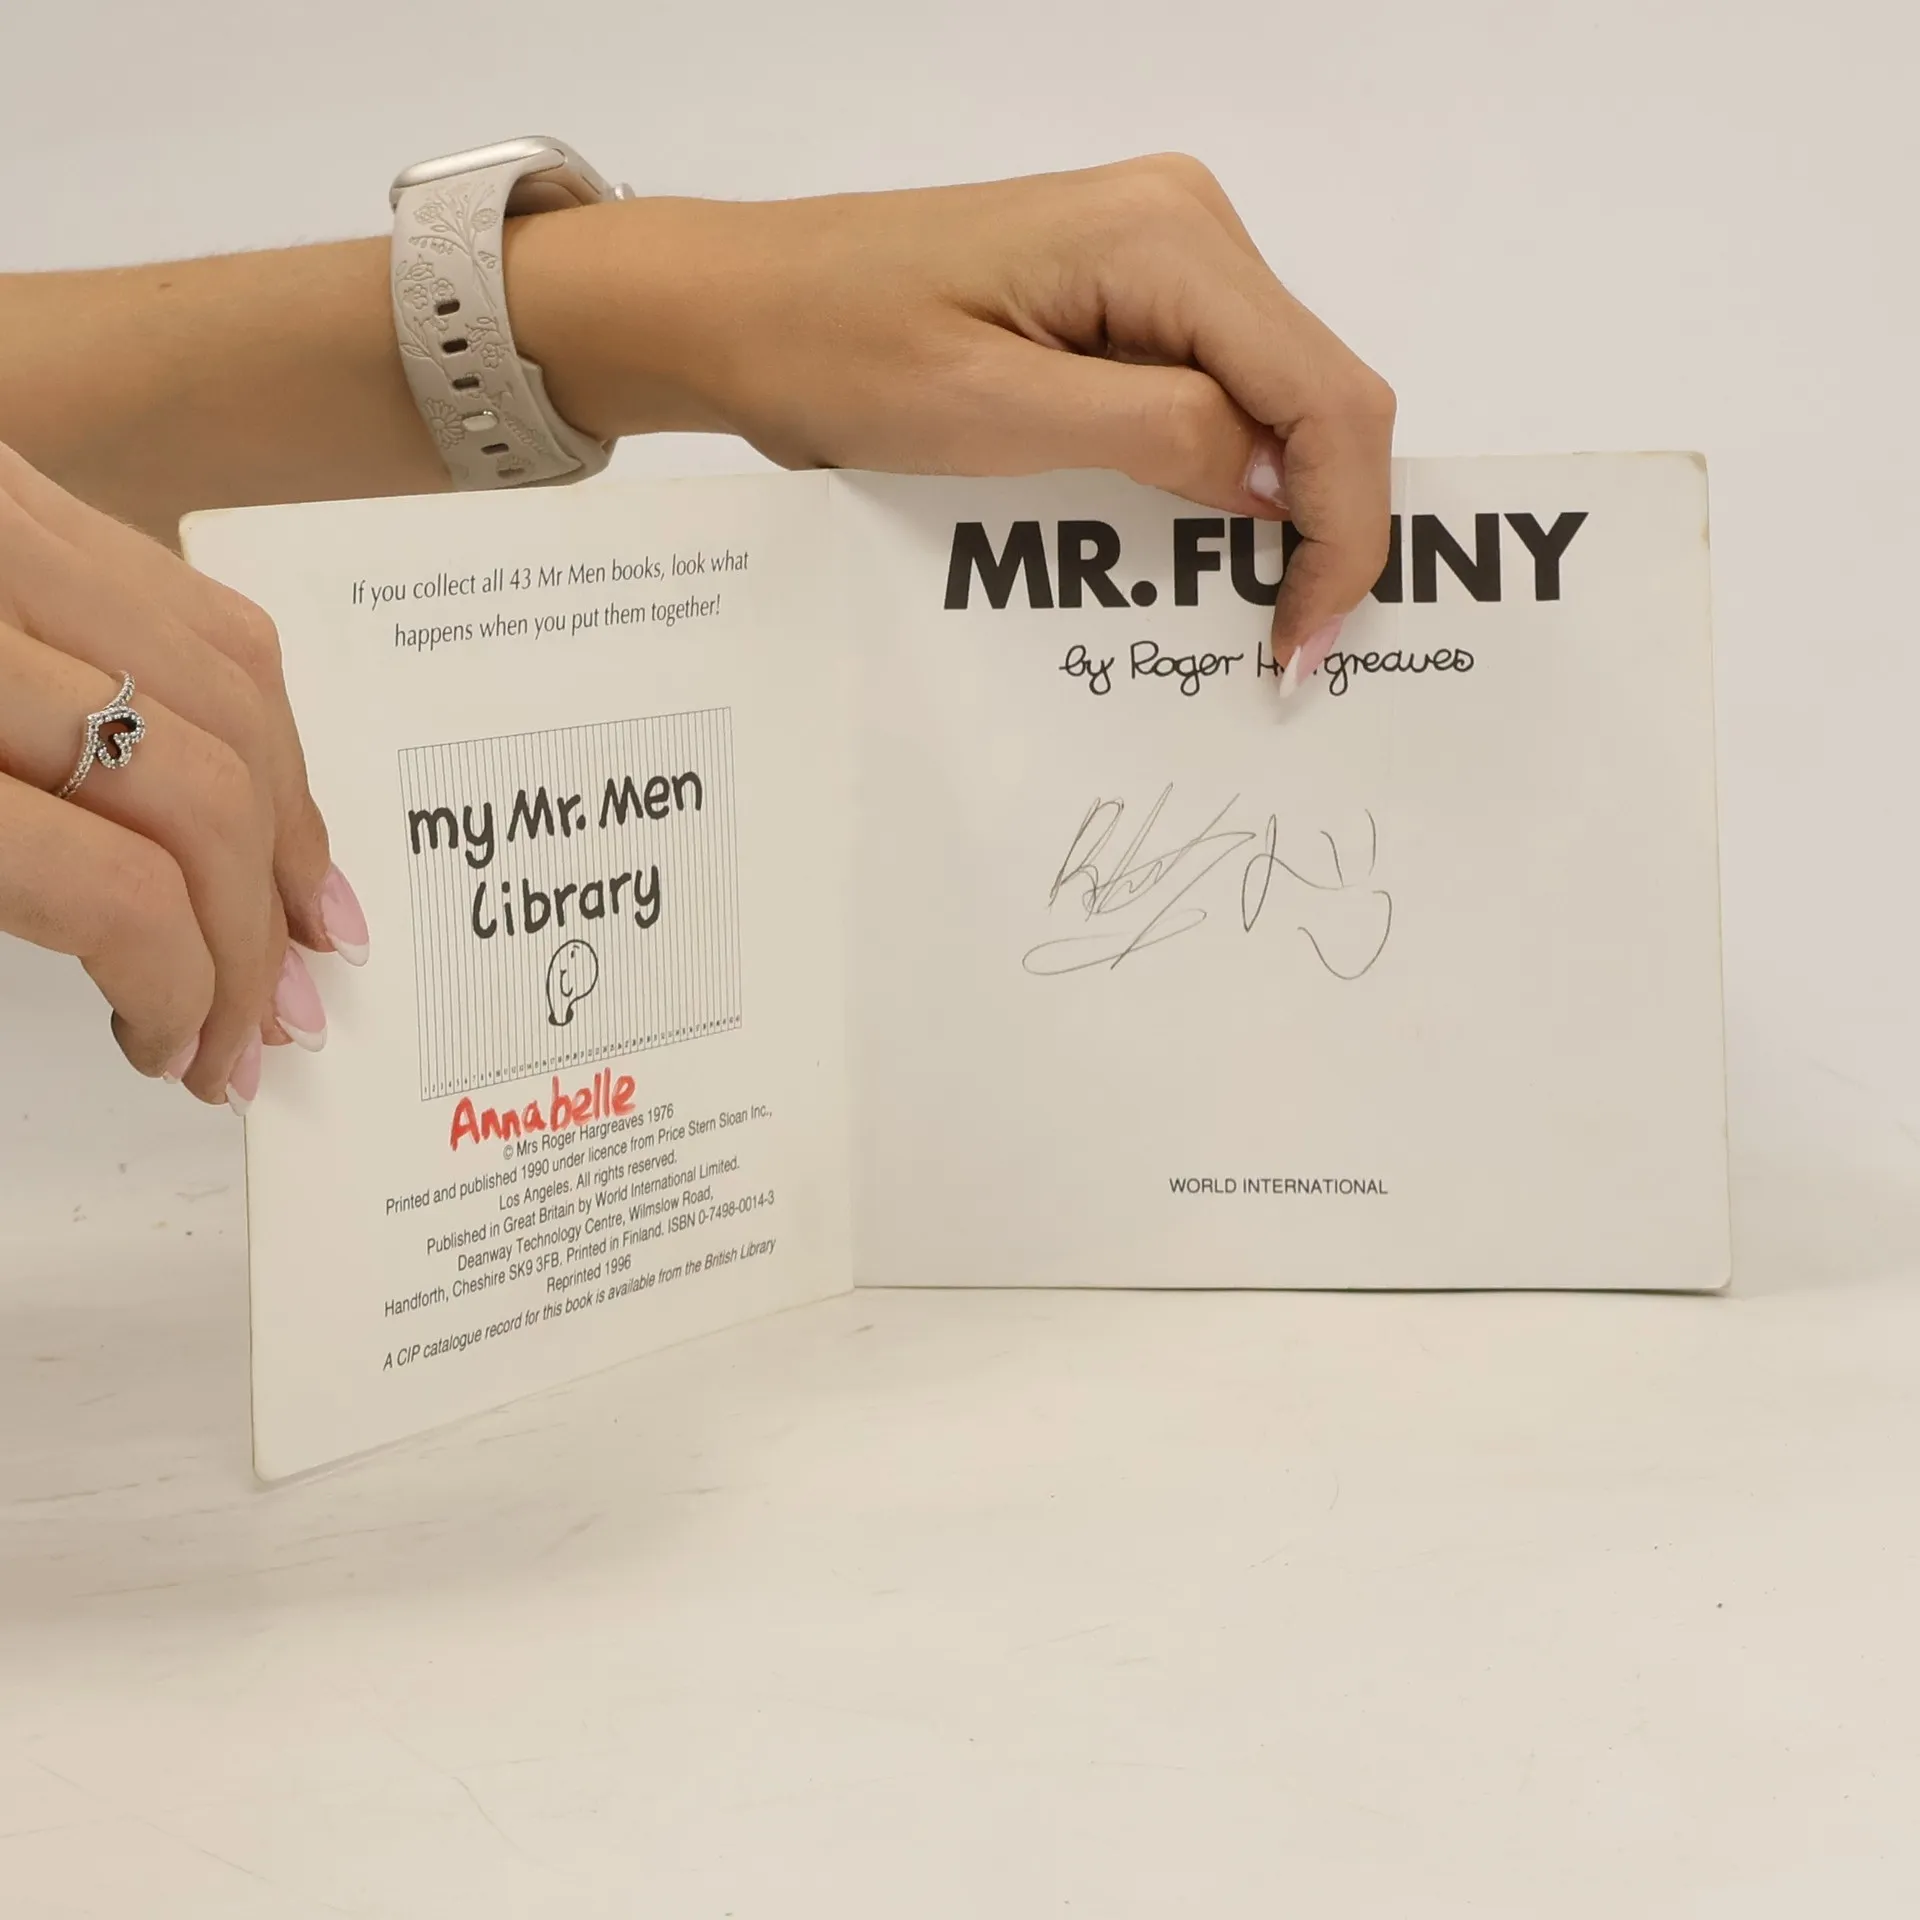 If you collect all 43 Mr Men books, look what
happens when you put them together!
my Mr. Men
Library
Annabelle
© Mrs Roger Hargreaves 1976
Printed and published 1990 under licence from Price Stern Sloan Inc.,
Los Angeles. All rights reserved.
Published in Great Britain by World International Limited.
Deanway Technology Centre, Wilmslow Road,
Handforth, Cheshire SK9 3FB. Printed in Finland. ISBN 0-7498-0014-3
Reprinted 1996
A CIP catalogue record for this book is available from the British Library
MR. FUNNY
by Roger Hargreaves
WORLD INTERNATIONAL